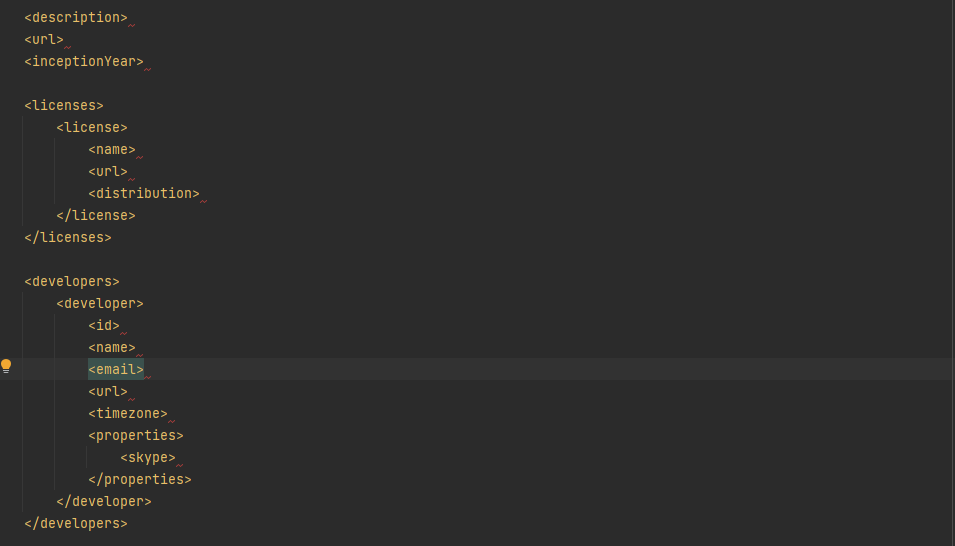 <description>
<url>
<inceptionYear>
<licenses>
<license>
<name>
<url>
<distribution>
</license>
</licenses>
<developers>
<developer>
<id>
<name>
<email>
<url>
<timezone>
<properties>
<skype>
</properties>
</developer>
</developers>